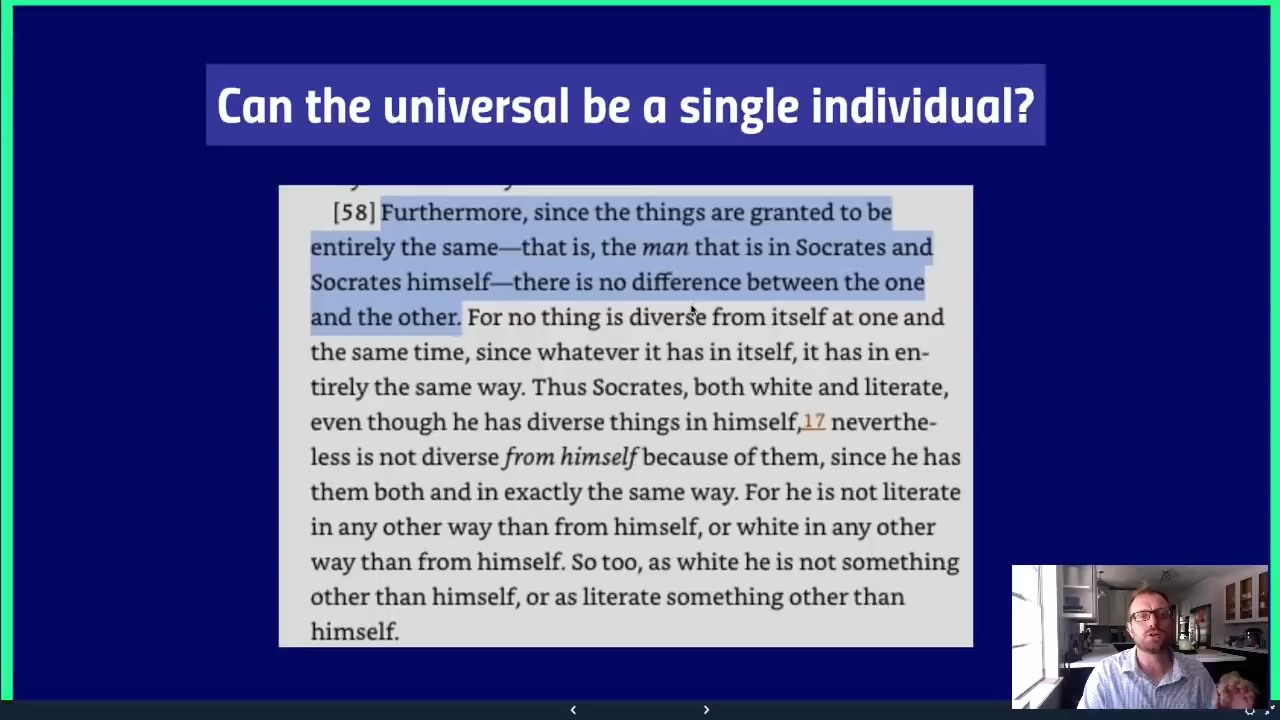 Can the universal be a single individual?
[58] Furthermore, since the things are granted to be
entirely the same—that is, the man that is in Socrates and
Socrates himself—there is no difference between the one
and the other. For no thing is diverse from itself at one and
the same time, since whatever it has in itself, it has in en-
tirely the same way. Thus Socrates, both white and literate,
even though he has diverse things in himself,17 neverthe-
less is not diverse from himself because of them, since he has
them both and in exactly the same way. For he is not literate
in any other way than from himself, or white in any other
way than from himself. So too, as white he is not something
other than himself, or as literate something other than
himself.